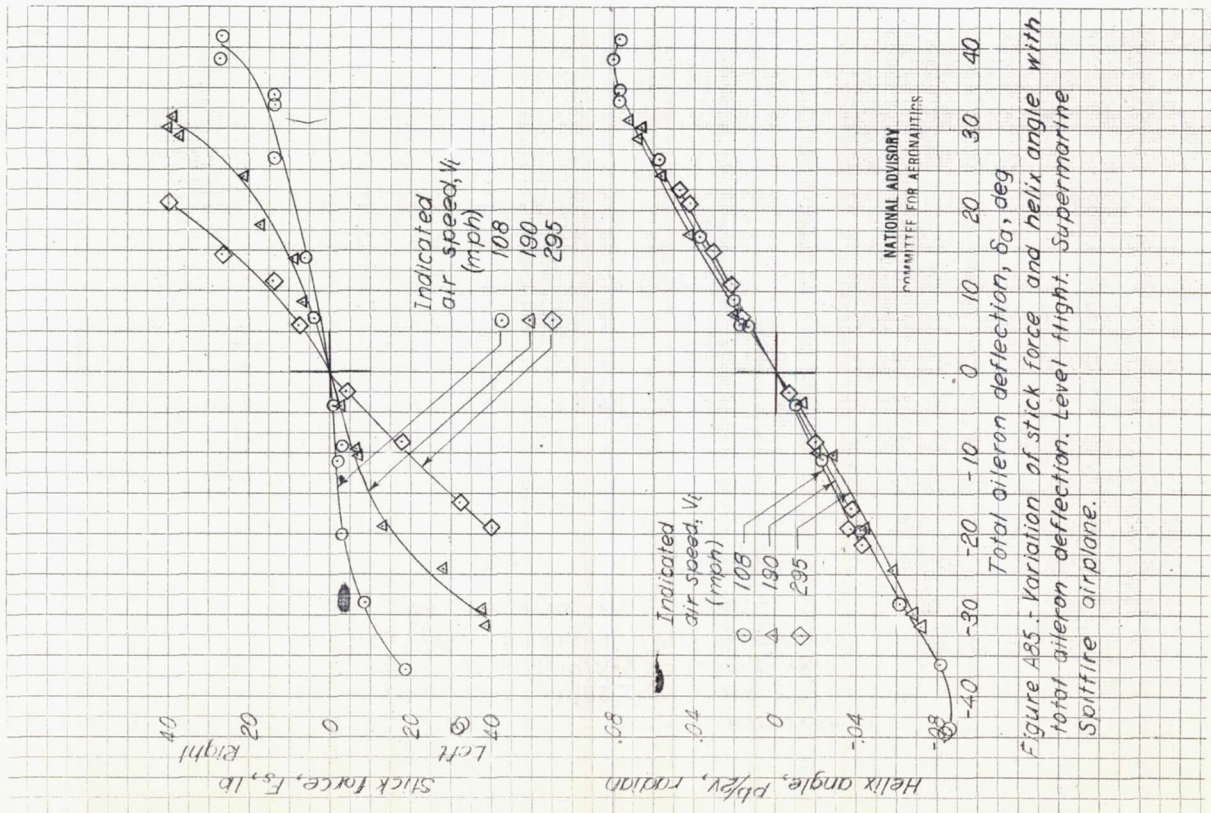 Stick force, Fs, lb
Right
Left
40
20
0
20
40
Indicated
air speed, Vi
(mph)
108
190
295
Helix angle, pb/2V, radian
.08
.04
0
-.04
-.08
Indicated
air speed, Vi
(mph)
108
190
295
-40
-30
-20
-10
0
10
20
30
40
Total aileron deflection, δa, deg
NATIONAL ADVISORY
COMMITTEE FOR AERONAUTICS
Figure A85.- Variation of stick force and helix angle with
total aileron deflection. Level flight. Supermarine
Spitfire airplane.